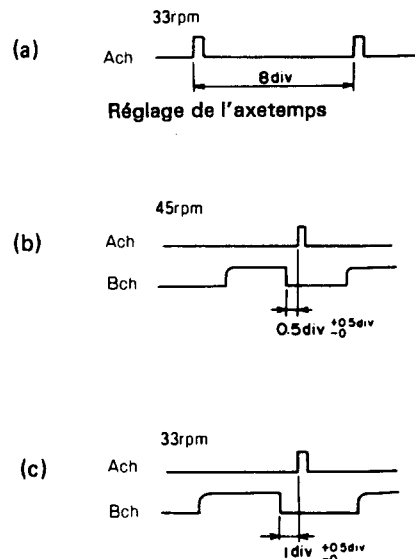 33rpm
(a)
Ach
8div
Réglage de l'axetemps
45rpm
(b)
Ach
Bch
0.5div +0.5div -0
33rpm
(c)
Ach
Bch
1div +0.5div -0